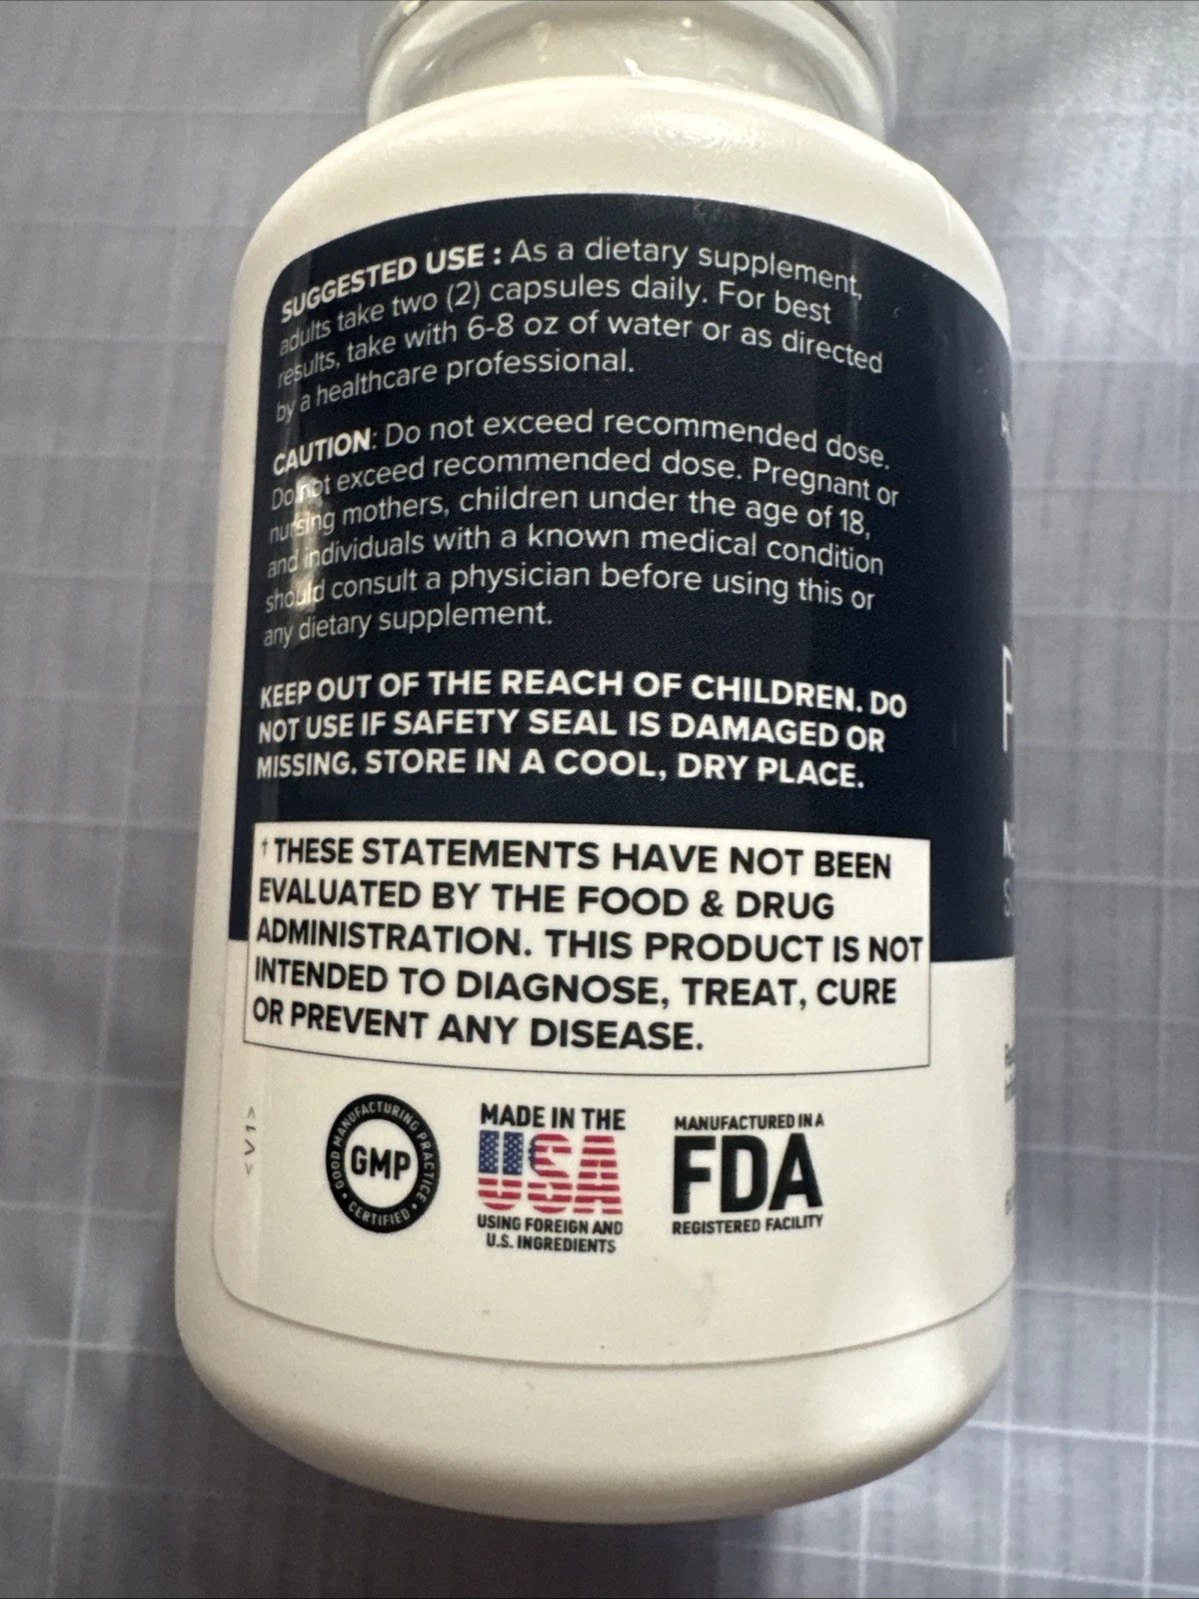 SUGGESTED USE : As a dietary supplement,
adults take two (2) capsules daily. For best
results, take with 6-8 oz of water or as directed
by a healthcare professional.
CAUTION: Do not exceed recommended dose.
Do not exceed recommended dose. Pregnant or
nursing mothers, children under the age of 18,
and individuals with a known medical condition
should consult a physician before using this or
any dietary supplement.
KEEP OUT OF THE REACH OF CHILDREN. DO
NOT USE IF SAFETY SEAL IS DAMAGED OR
MISSING. STORE IN A COOL, DRY PLACE.
† THESE STATEMENTS HAVE NOT BEEN
EVALUATED BY THE FOOD & DRUG
ADMINISTRATION. THIS PRODUCT IS NOT
INTENDED TO DIAGNOSE, TREAT, CURE
OR PREVENT ANY DISEASE.
<V1>
GOOD MANUFACTURING PRACTICE
GMP
• CERTIFIED •
MADE IN THE
USA
USING FOREIGN AND
U.S. INGREDIENTS
MANUFACTURED IN A
FDA
REGISTERED FACILITY